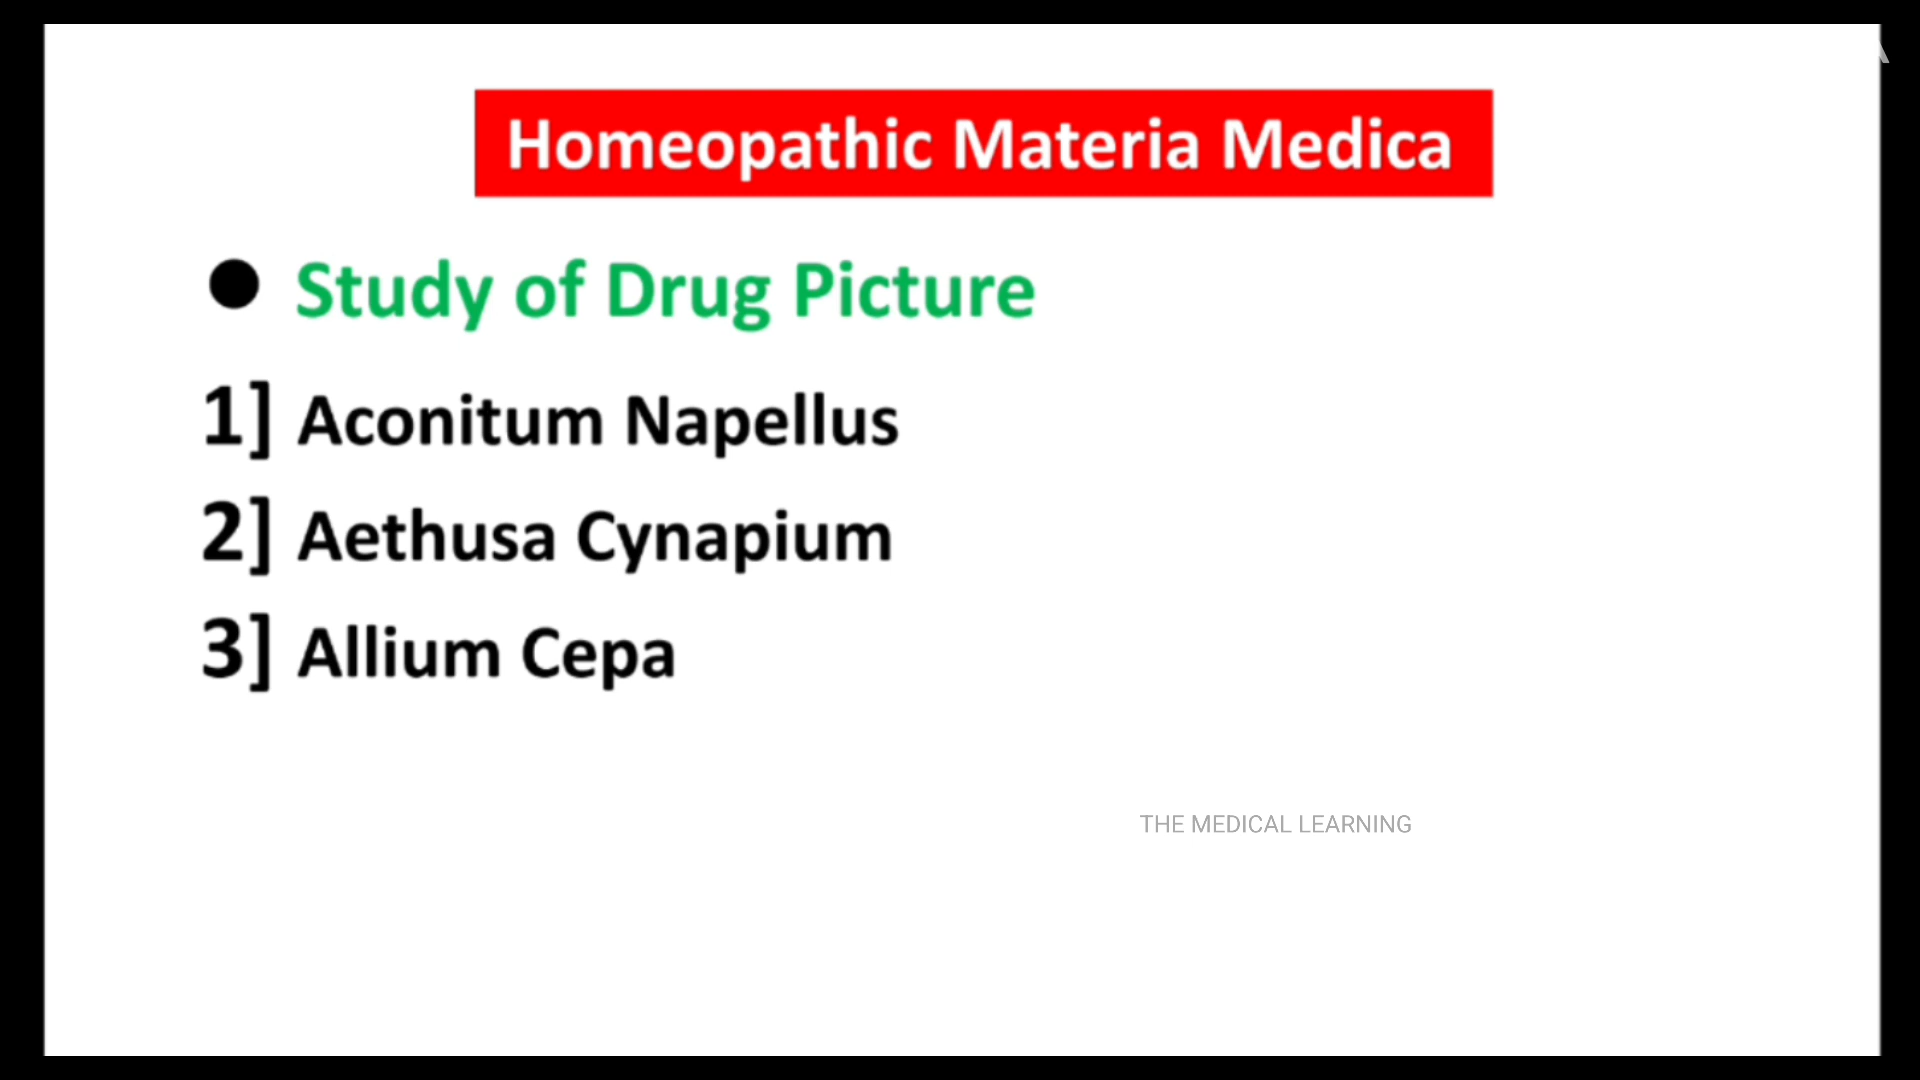 Homeopathic Materia Medica
● Study of Drug Picture
1] Aconitum Napellus
2] Aethusa Cynapium
3] Allium Cepa
THE MEDICAL LEARNING